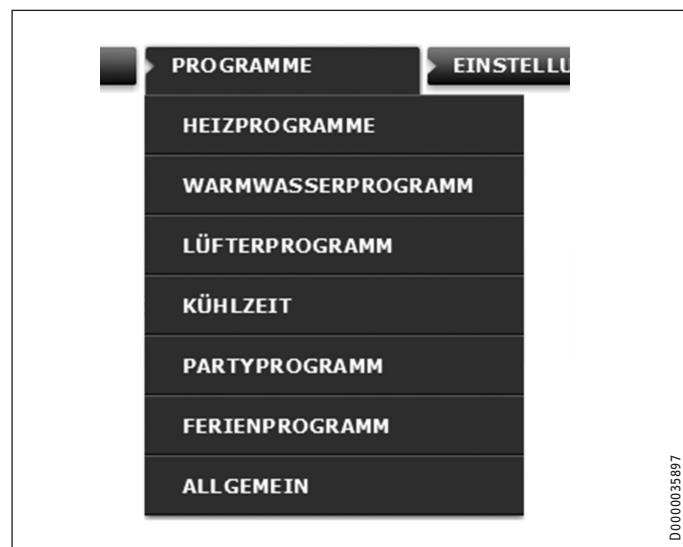 PROGRAMME
EINSTELLU
HEIZPROGRAMME
WARMWASSERPROGRAMM
LÜFTERPROGRAMM
KÜHLZEIT
PARTYPROGRAMM
FERIENPROGRAMM
ALLGEMEIN
D0000035897